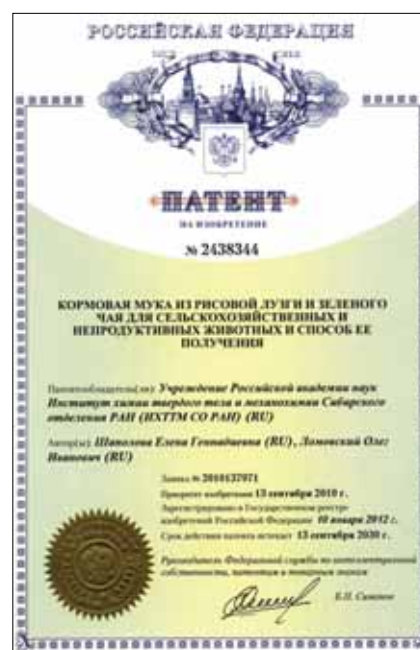 РОССИЙСКАЯ ФЕДЕРАЦИЯ
ПАТЕНТ
НА ИЗОБРЕТЕНИЕ
№ 2438344
КОРМОВАЯ МУКА ИЗ РИСОВОЙ ЛУЗГИ И ЗЕЛЕНОГО
ЧАЯ ДЛЯ СЕЛЬСКОХОЗЯЙСТВЕННЫХ И
НЕПРОДУКТИВНЫХ ЖИВОТНЫХ И СПОСОБ ЕЕ
ПОЛУЧЕНИЯ
Патентообладатель(ли): Учреждение Российской академии наук
Институт химии твердого тела и механохимии Сибирского
отделения РАН (ИХТТМ СО РАН) (RU)
Автор(ы): Шаполова Елена Геннадиевна (RU), Ломовский Олег
Иванович (RU)
Заявка № 2010137971
Приоритет изобретения 13 сентября 2010 г.
Зарегистрировано в Государственном реестре
изобретений Российской Федерации 10 января 2012 г.
Срок действия патента истекает 13 сентября 2030 г.
Руководитель Федеральной службы по интеллектуальной
собственности, патентам и товарным знакам
Б.П. Симонов